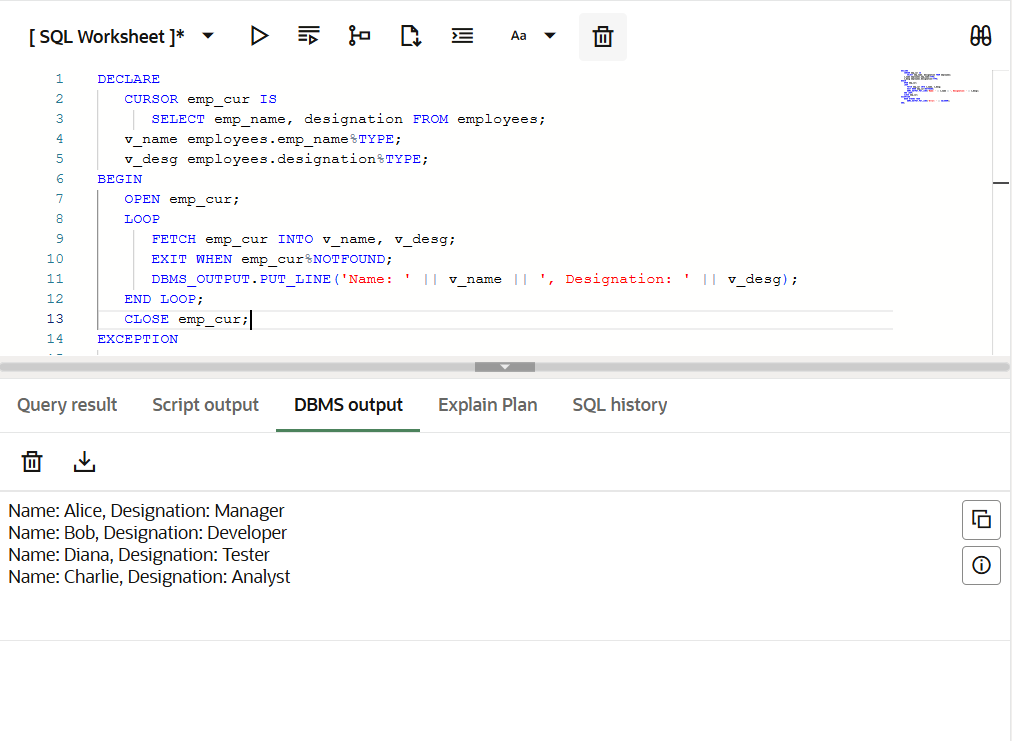 [ SQL Worksheet ]*
Aa
1 DECLARE
2 CURSOR emp_cur IS
3 SELECT emp_name, designation FROM employees;
4 v_name employees.emp_name%TYPE;
5 v_desg employees.designation%TYPE;
6 BEGIN
7 OPEN emp_cur;
8 LOOP
9 FETCH emp_cur INTO v_name, v_desg;
10 EXIT WHEN emp_cur%NOTFOUND;
11 DBMS_OUTPUT.PUT_LINE('Name: ' || v_name || ', Designation: ' || v_desg);
12 END LOOP;
13 CLOSE emp_cur;
14 EXCEPTION
Query result Script output DBMS output Explain Plan SQL history
Name: Alice, Designation: Manager
Name: Bob, Designation: Developer
Name: Diana, Designation: Tester
Name: Charlie, Designation: Analyst